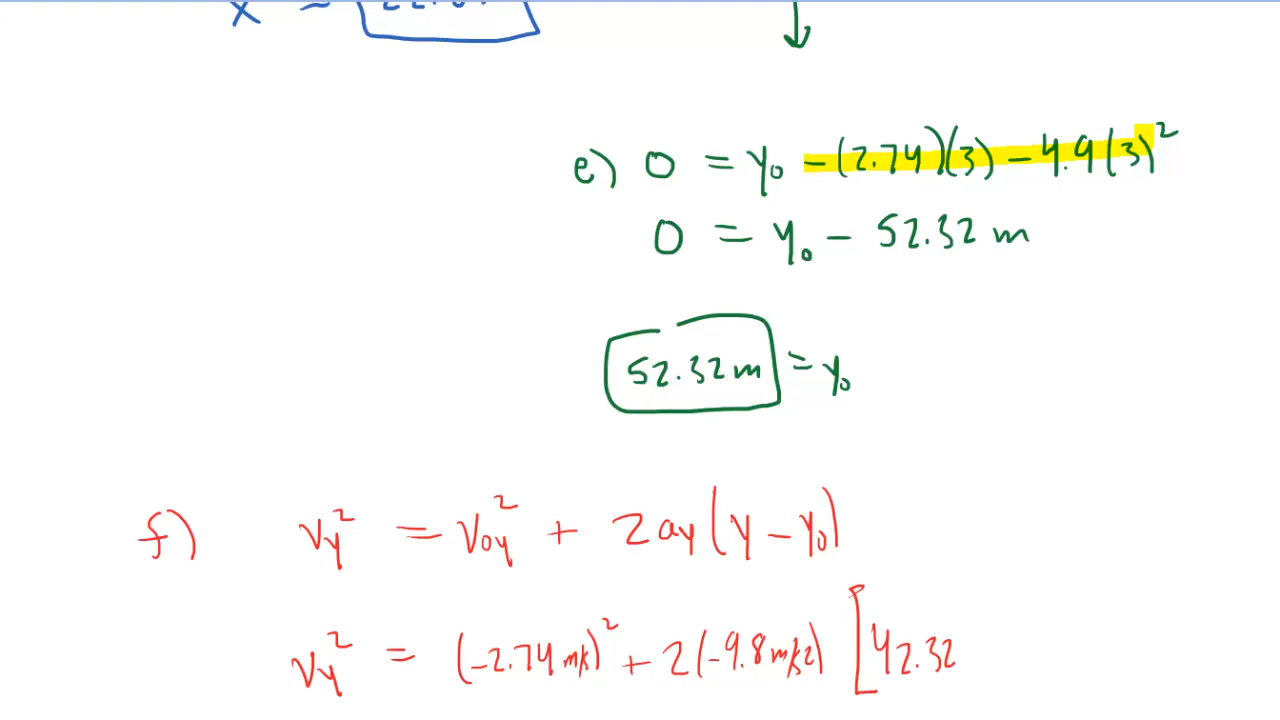 e) 0 = y₀ - (2.74)(3) - 4.9(3)²
0 = y₀ - 52.32 m
52.32 m = y₀
f) Vy² = V₀y² + 2ay(y - y₀)
Vy² = (-2.74 m/s)² + 2(-9.8 m/s2) [42.32